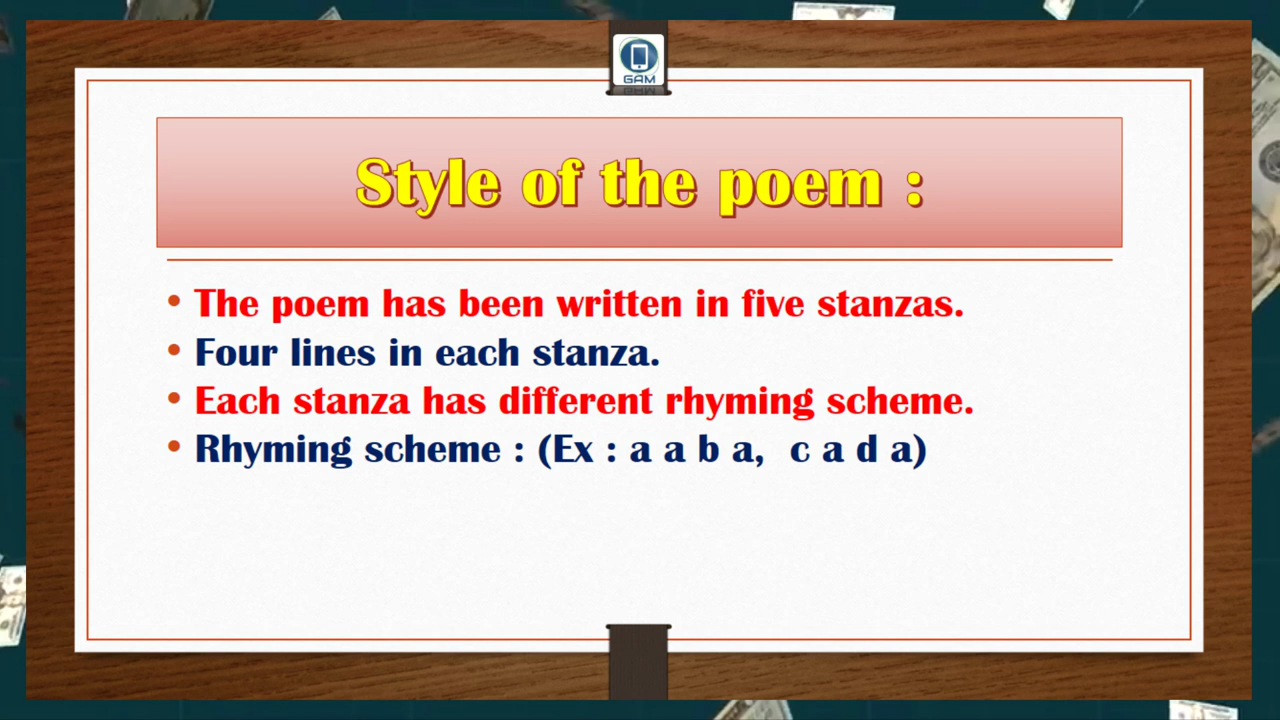 GAM
Style of the poem :
• The poem has been written in five stanzas.
• Four lines in each stanza.
• Each stanza has different rhyming scheme.
• Rhyming scheme : (Ex : a a b a, c a d a)